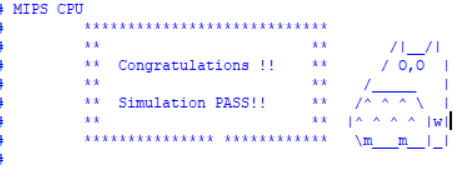 # MIPS CPU
#        ****************************
#        **                        **       /|__/|
#        **   Congratulations !!   **      / O,O  |
#        **                        **    /_____   |
#        **   Simulation PASS!!    **   /^ ^ ^ \  |
#        **                        **  |^ ^ ^ ^ |w|
#        *************** ************   \m___m__|_|
#